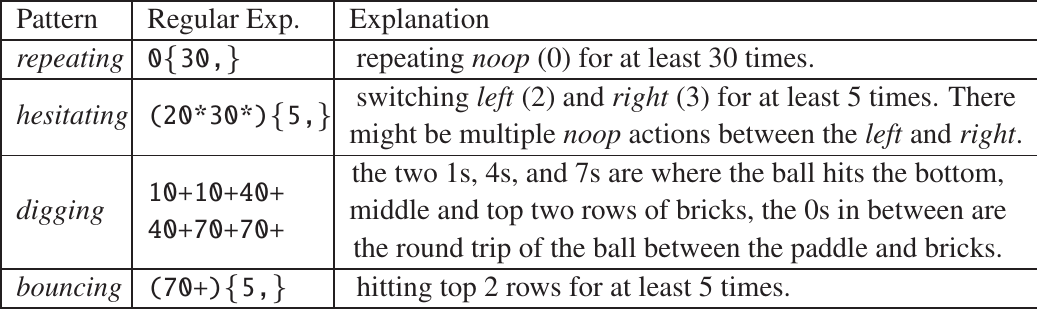 Pattern Regular Exp. Explanation
repeating 0{30,} repeating noop (0) for at least 30 times.
hesitating (20*30*){5,} switching left (2) and right (3) for at least 5 times. There
might be multiple noop actions between the left and right.
digging 10+10+40+
40+70+70+
the two 1s, 4s, and 7s are where the ball hits the bottom,
middle and top two rows of bricks, the 0s in between are
the round trip of the ball between the paddle and bricks.
bouncing (70+){5,} hitting top 2 rows for at least 5 times.